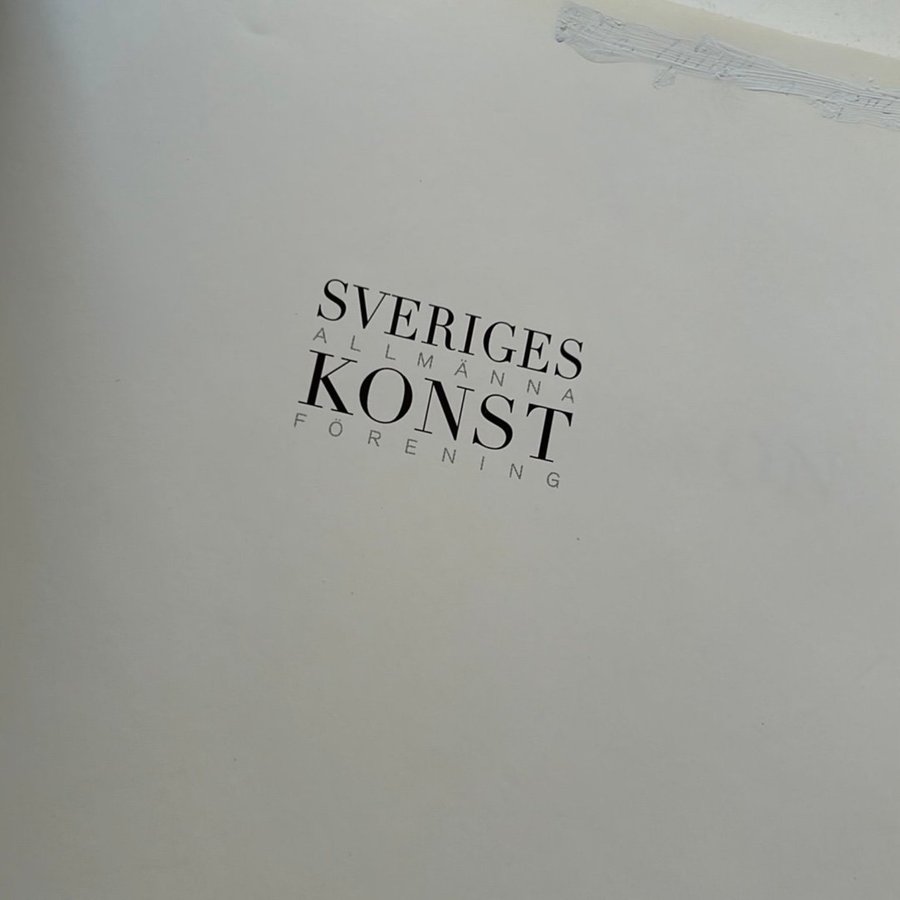 SVERIGES
ALLMÄNNA
KONST
FÖRENING